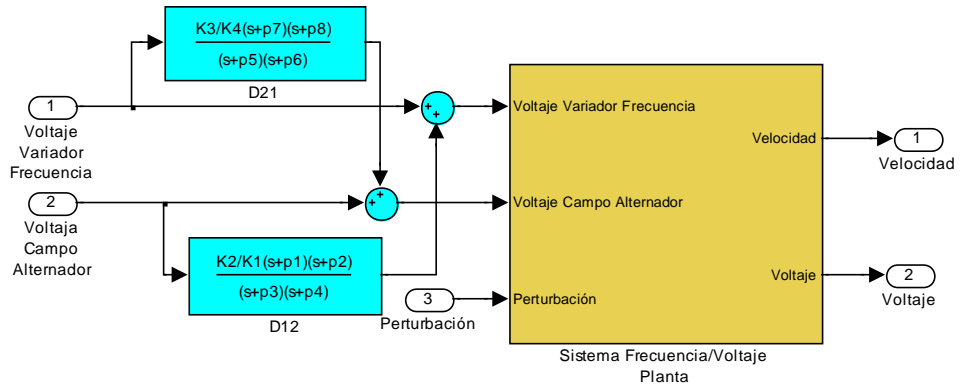 K3/K4(s+p7)(s+p8)
(s+p5)(s+p6)
D21
1
Voltaje
Variador
Frecuencia
+
+
Voltaje Variador Frecuencia
Velocidad
1
Velocidad
2
Voltaja
Campo
Alternador
+
+
Voltaje Campo Alternador
K2/K1(s+p1)(s+p2)
(s+p3)(s+p4)
D12
3
Perturbación
Perturbación
Voltaje
2
Voltaje
Sistema Frecuencia/Voltaje
Planta